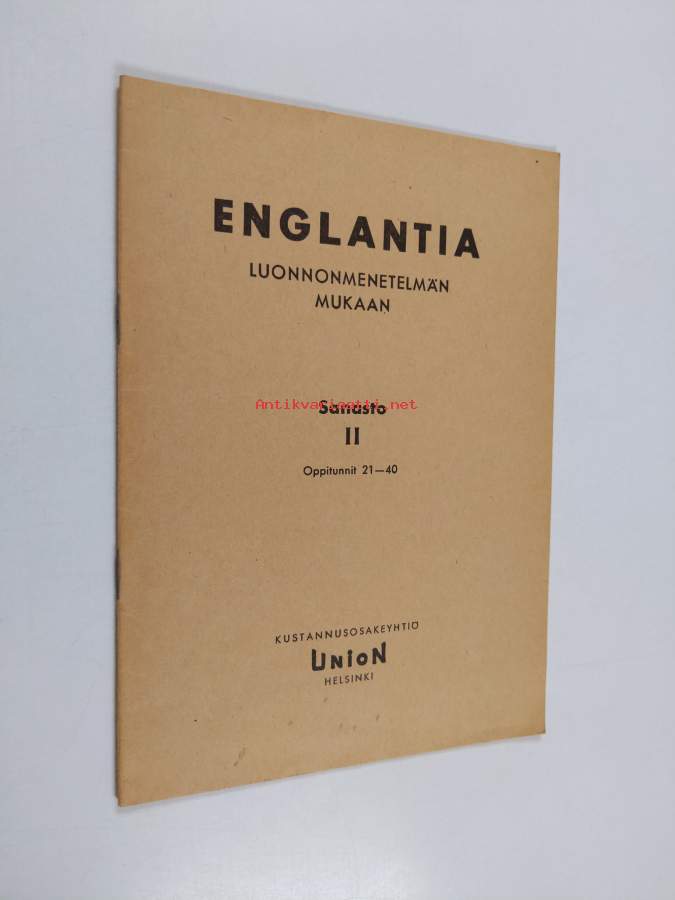 ENGLANTIA
LUONNONMENETELMÄN
MUKAAN
Sanasto
Antikvariaatti.net
II
Oppitunnit 21—40
KUSTANNUSOSAKEYHTIÖ
UNION
HELSINKI